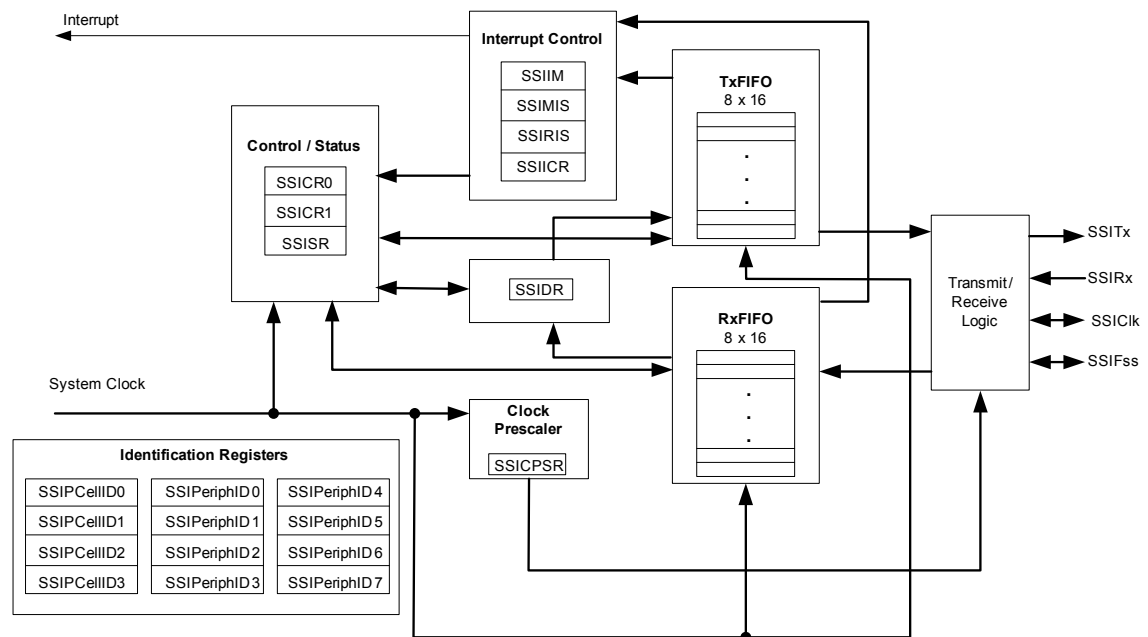 Interrupt
Interrupt Control
SSIIM
SSIMIS
SSIRIS
SSIICR
TxFIFO
8 x 16
.
.
.
Control / Status
SSICR0
SSICR1
SSISR
SSIDR
RxFIFO
8 x 16
.
.
.
Transmit/
Receive
Logic
SSITx
SSIRx
SSIClk
SSIFss
System Clock
Clock
Prescaler
SSICPSR
Identification Registers
SSIPCellID0
SSIPCellID1
SSIPCellID2
SSIPCellID3
SSIPeriphID0
SSIPeriphID1
SSIPeriphID2
SSIPeriphID3
SSIPeriphID4
SSIPeriphID5
SSIPeriphID6
SSIPeriphID7